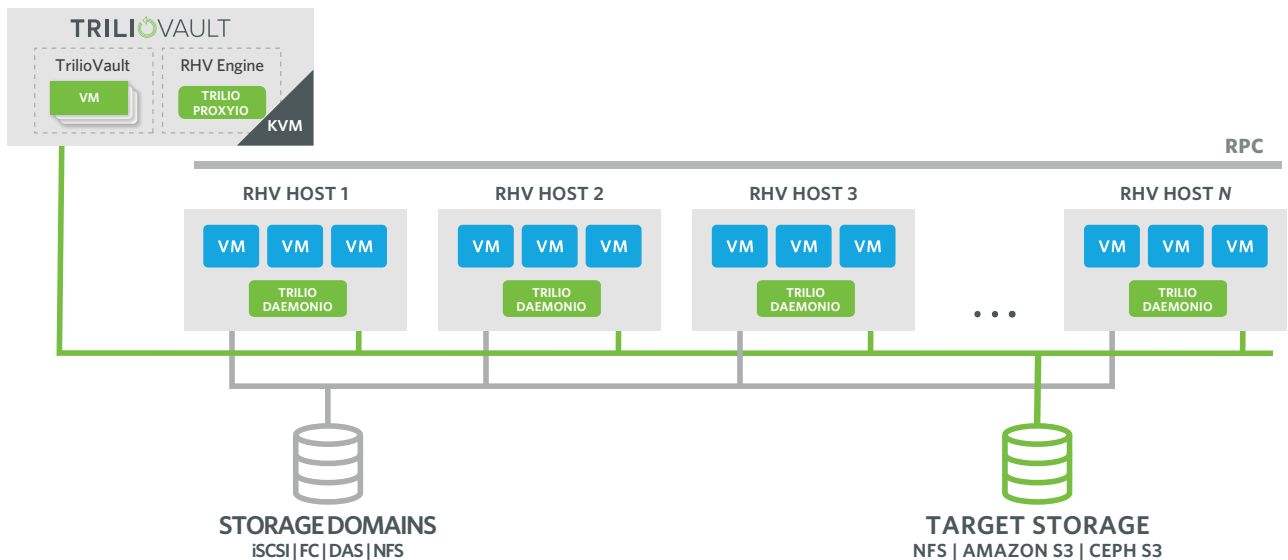 TRILIOVAULT
TrilioVault
RHV Engine
VM
TRILIO
PROXYIO
KVM
RPC
RHV HOST 1
RHV HOST 2
RHV HOST 3
RHV HOST N
VM VM VM
VM VM VM
VM VM VM
VM VM VM
TRILIO
DAEMONIO
TRILIO
DAEMONIO
TRILIO
DAEMONIO
...
TRILIO
DAEMONIO
STORAGE DOMAINS
iSCSI|FC|DAS|NFS
TARGET STORAGE
NFS | AMAZON S3 | CEPH S3